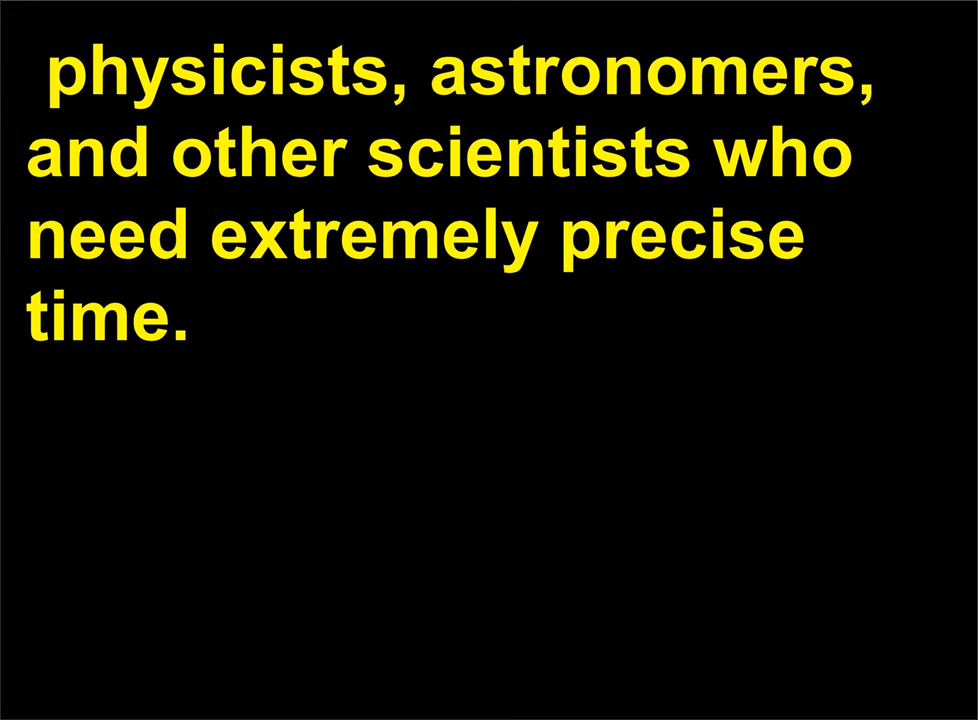 physicists, astronomers,
and other scientists who
need extremely precise
time.